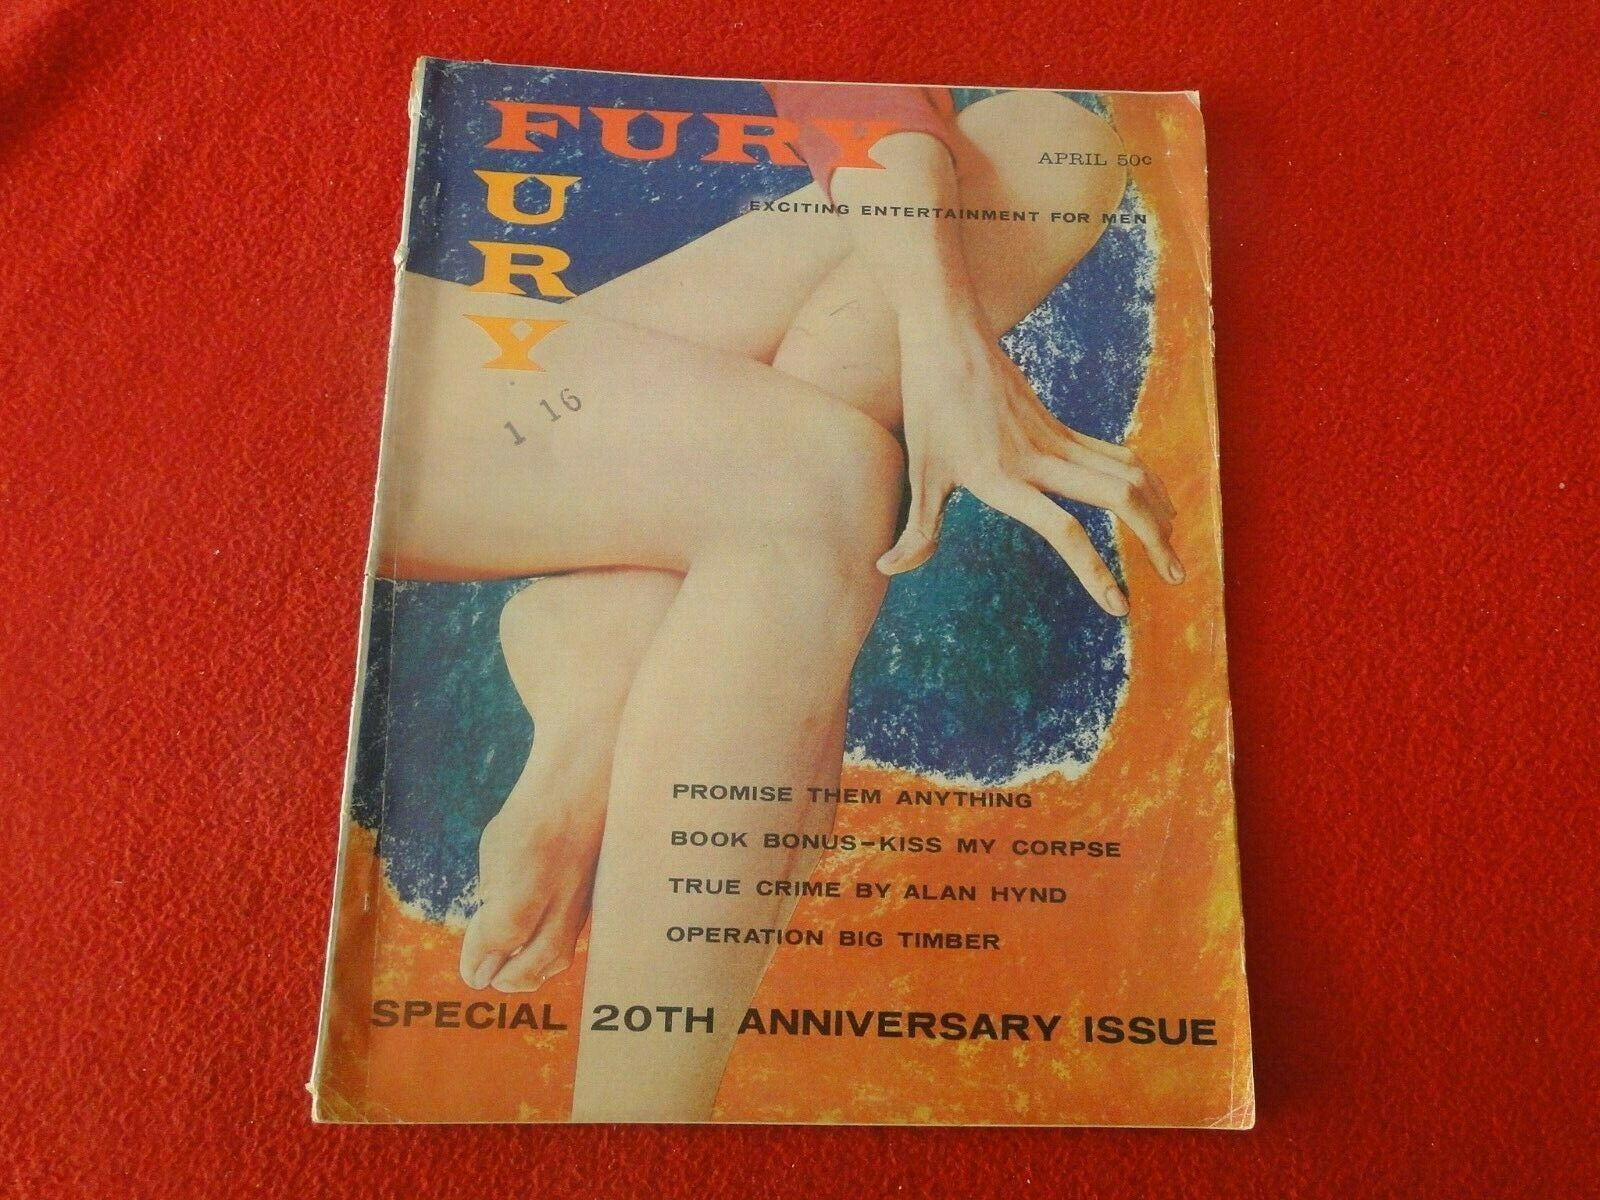 FURY
URY
APRIL 50¢
EXCITING ENTERTAINMENT FOR MEN
1 16
PROMISE THEM ANYTHING
BOOK BONUS-KISS MY CORPSE
TRUE CRIME BY ALAN HYND
OPERATION BIG TIMBER
SPECIAL 20TH ANNIVERSARY ISSUE